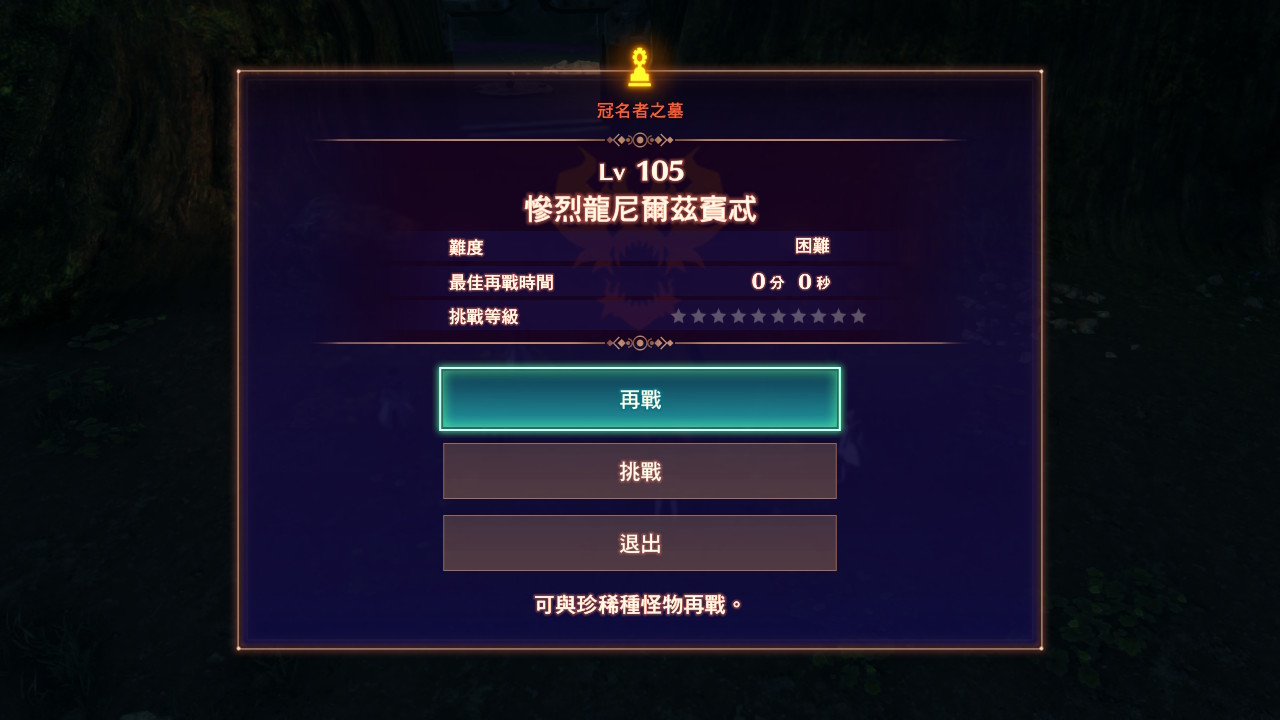 冠名者之墓
Lv 105
慘烈龍尼爾茲賓忒
難度 困難
最佳再戰時間 0分 0秒
挑戰等級 ★★★★★★★★★★
再戰
挑戰
退出
可與珍稀種怪物再戰。